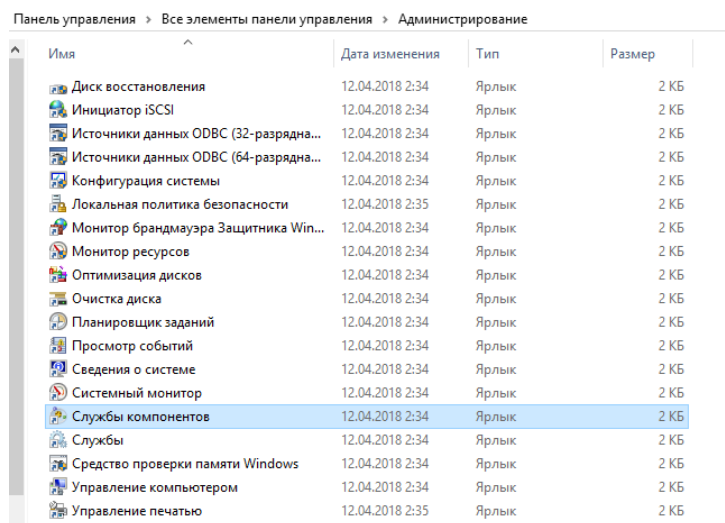 Панель управления › Все элементы панели управления › Администрирование
Имя Дата изменения Тип Размер
Диск восстановления 12.04.2018 2:34 Ярлык 2 КБ
Инициатор iSCSI 12.04.2018 2:34 Ярлык 2 КБ
Источники данных ODBC (32-разрядна... 12.04.2018 2:34 Ярлык 2 КБ
Источники данных ODBC (64-разрядна... 12.04.2018 2:34 Ярлык 2 КБ
Конфигурация системы 12.04.2018 2:34 Ярлык 2 КБ
Локальная политика безопасности 12.04.2018 2:35 Ярлык 2 КБ
Монитор брандмауэра Защитника Win... 12.04.2018 2:34 Ярлык 2 КБ
Монитор ресурсов 12.04.2018 2:34 Ярлык 2 КБ
Оптимизация дисков 12.04.2018 2:34 Ярлык 2 КБ
Очистка диска 12.04.2018 2:34 Ярлык 2 КБ
Планировщик заданий 12.04.2018 2:34 Ярлык 2 КБ
Просмотр событий 12.04.2018 2:34 Ярлык 2 КБ
Сведения о системе 12.04.2018 2:34 Ярлык 2 КБ
Системный монитор 12.04.2018 2:34 Ярлык 2 КБ
Службы компонентов 12.04.2018 2:34 Ярлык 2 КБ
Службы 12.04.2018 2:34 Ярлык 2 КБ
Средство проверки памяти Windows 12.04.2018 2:34 Ярлык 2 КБ
Управление компьютером 12.04.2018 2:34 Ярлык 2 КБ
Управление печатью 12.04.2018 2:35 Ярлык 2 КБ